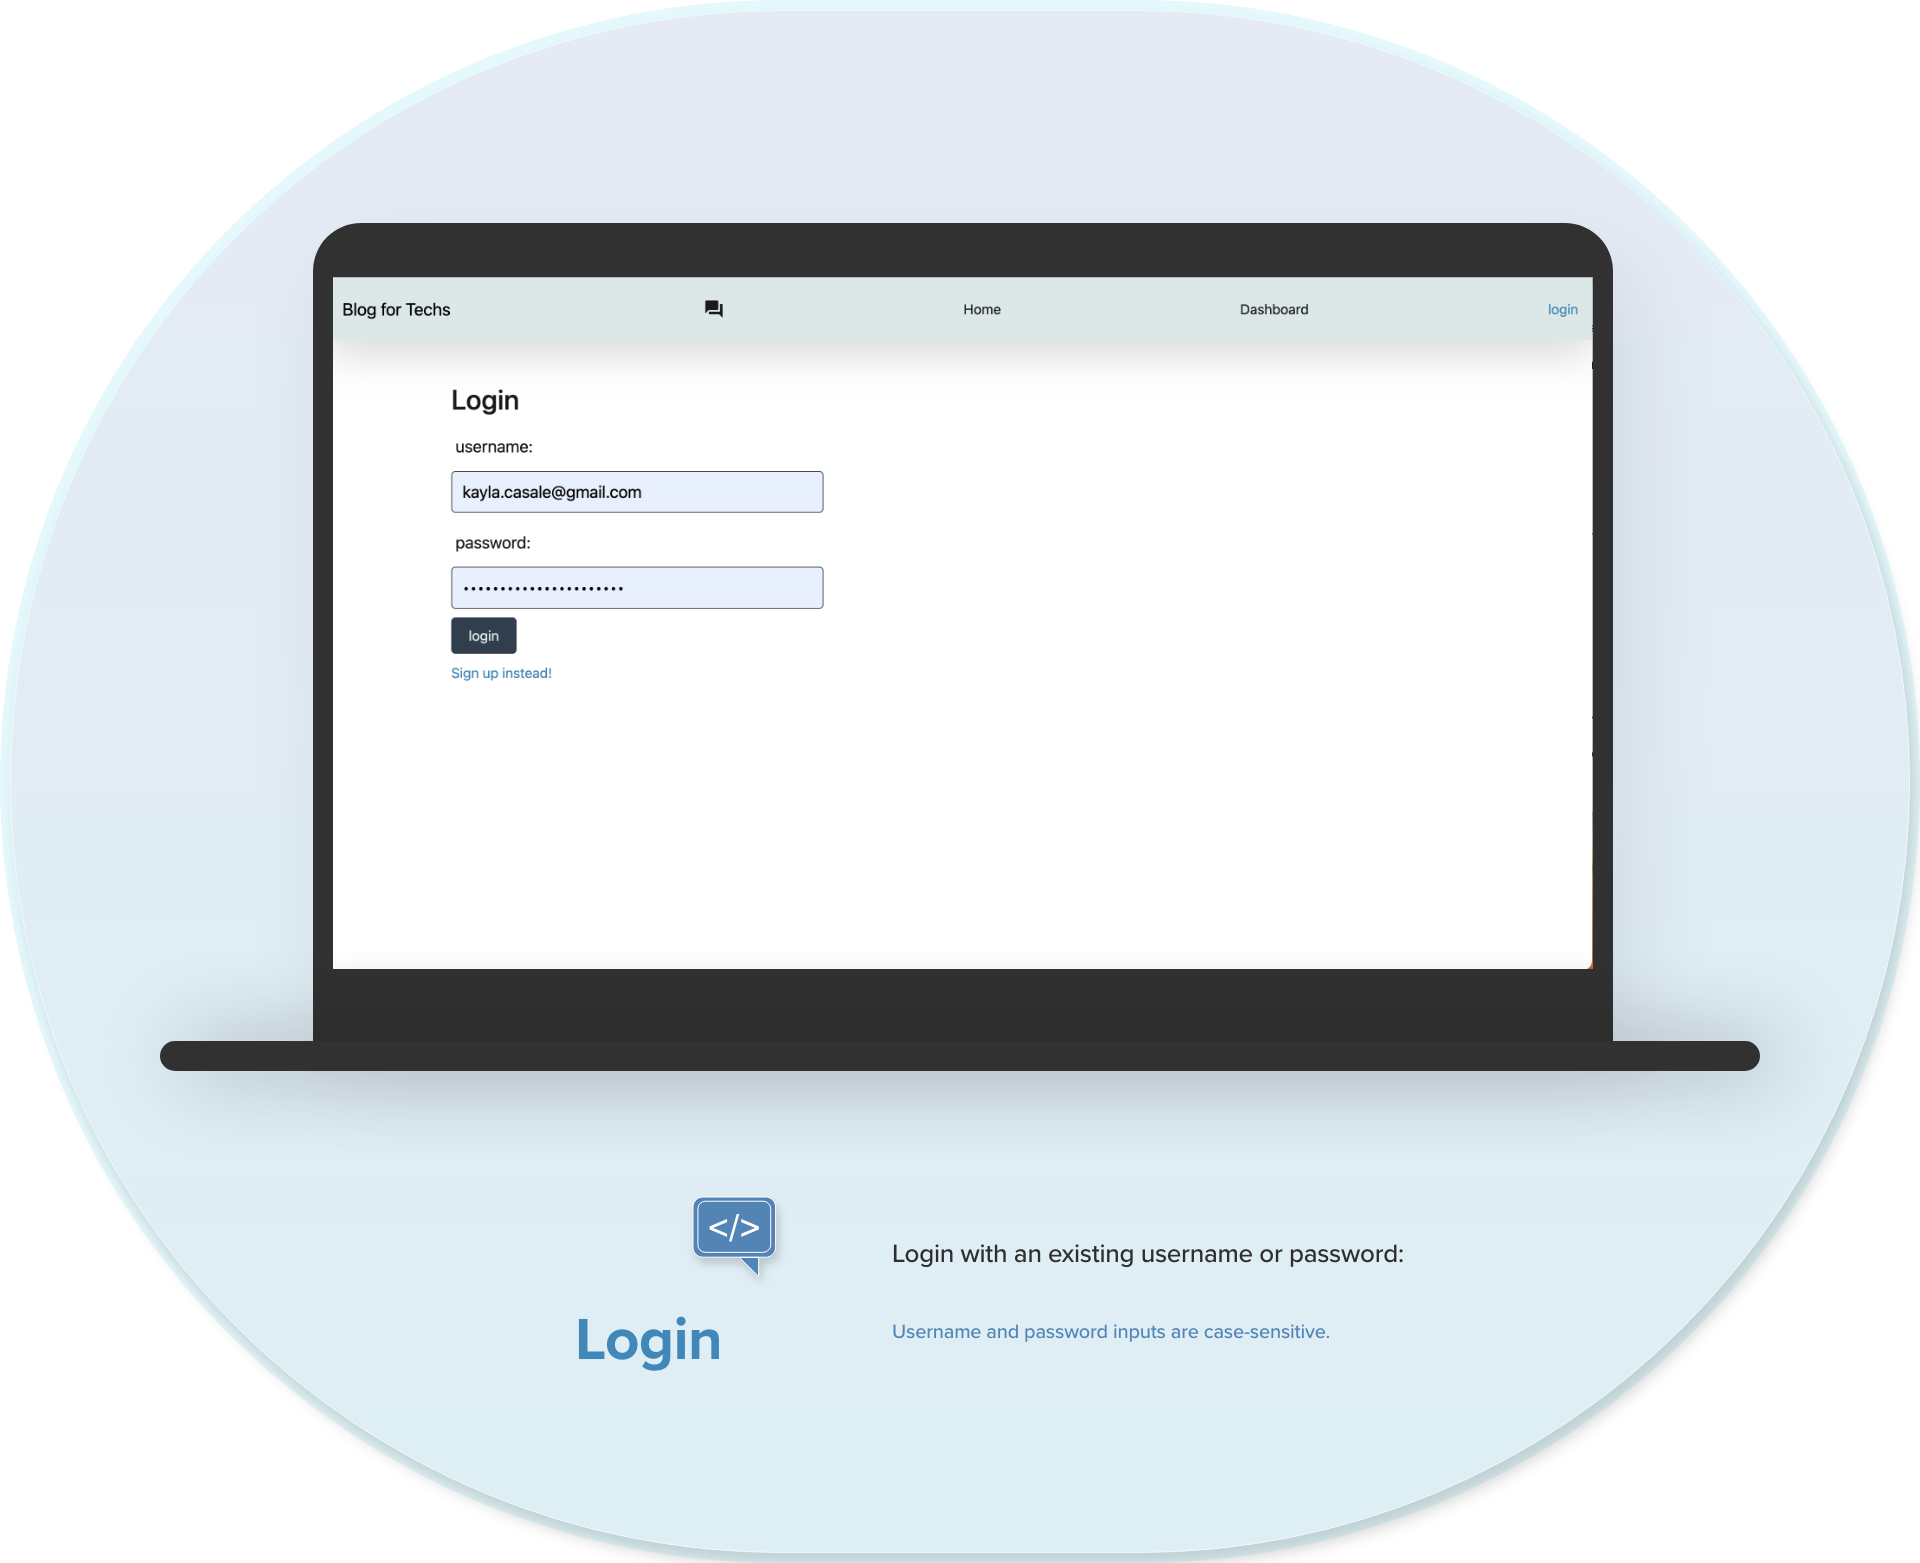 Blog for Techs
Home
Dashboard
login
Login
username:
kayla.casale@gmail.com
password:
login
Sign up instead!
</>
Login
Login with an existing username or password:
Username and password inputs are case-sensitive.